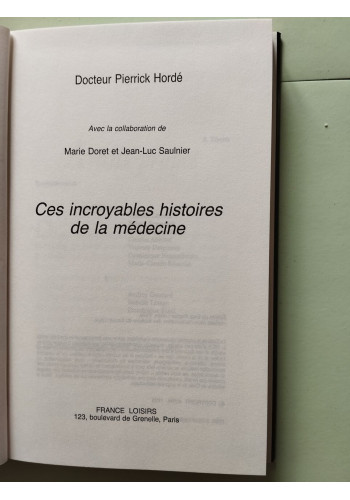 Docteur Pierrick Hordé
Avec la collaboration de
Marie Doret et Jean-Luc Saulnier
Ces incroyables histoires
de la médecine
FRANCE LOISIRS
123, boulevard de Grenelle, Paris